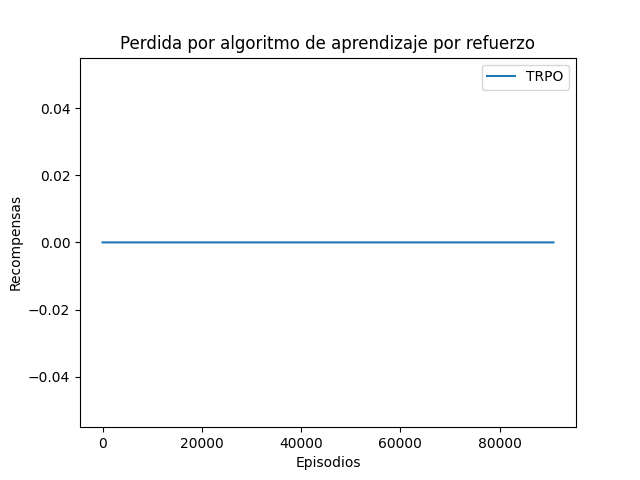 Perdida por algoritmo de aprendizaje por refuerzo
TRPO
0.04
0.02
0.00
−0.02
−0.04
Recompensas
0 20000 40000 60000 80000
Episodios